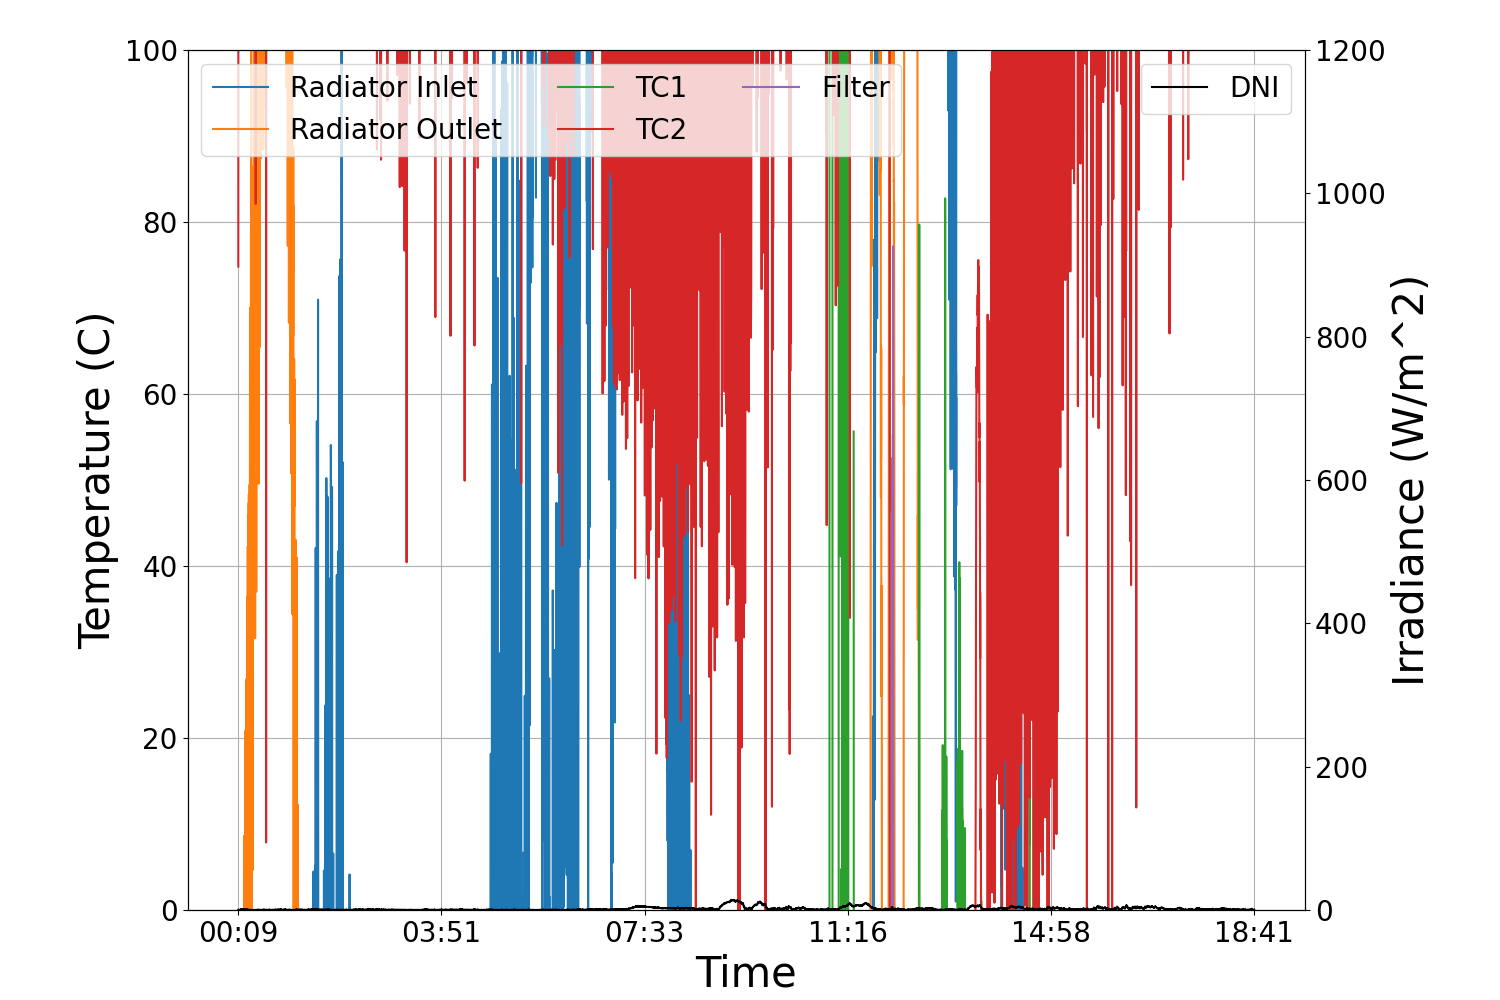 Radiator Inlet
Radiator Outlet
TC1
TC2
Filter
DNI
100
80
60
40
20
0
Temperature (C)
1200
1000
800
600
400
200
0
Irradiance (W/m^2)
00:09 03:51 07:33 11:16 14:58 18:41
Time